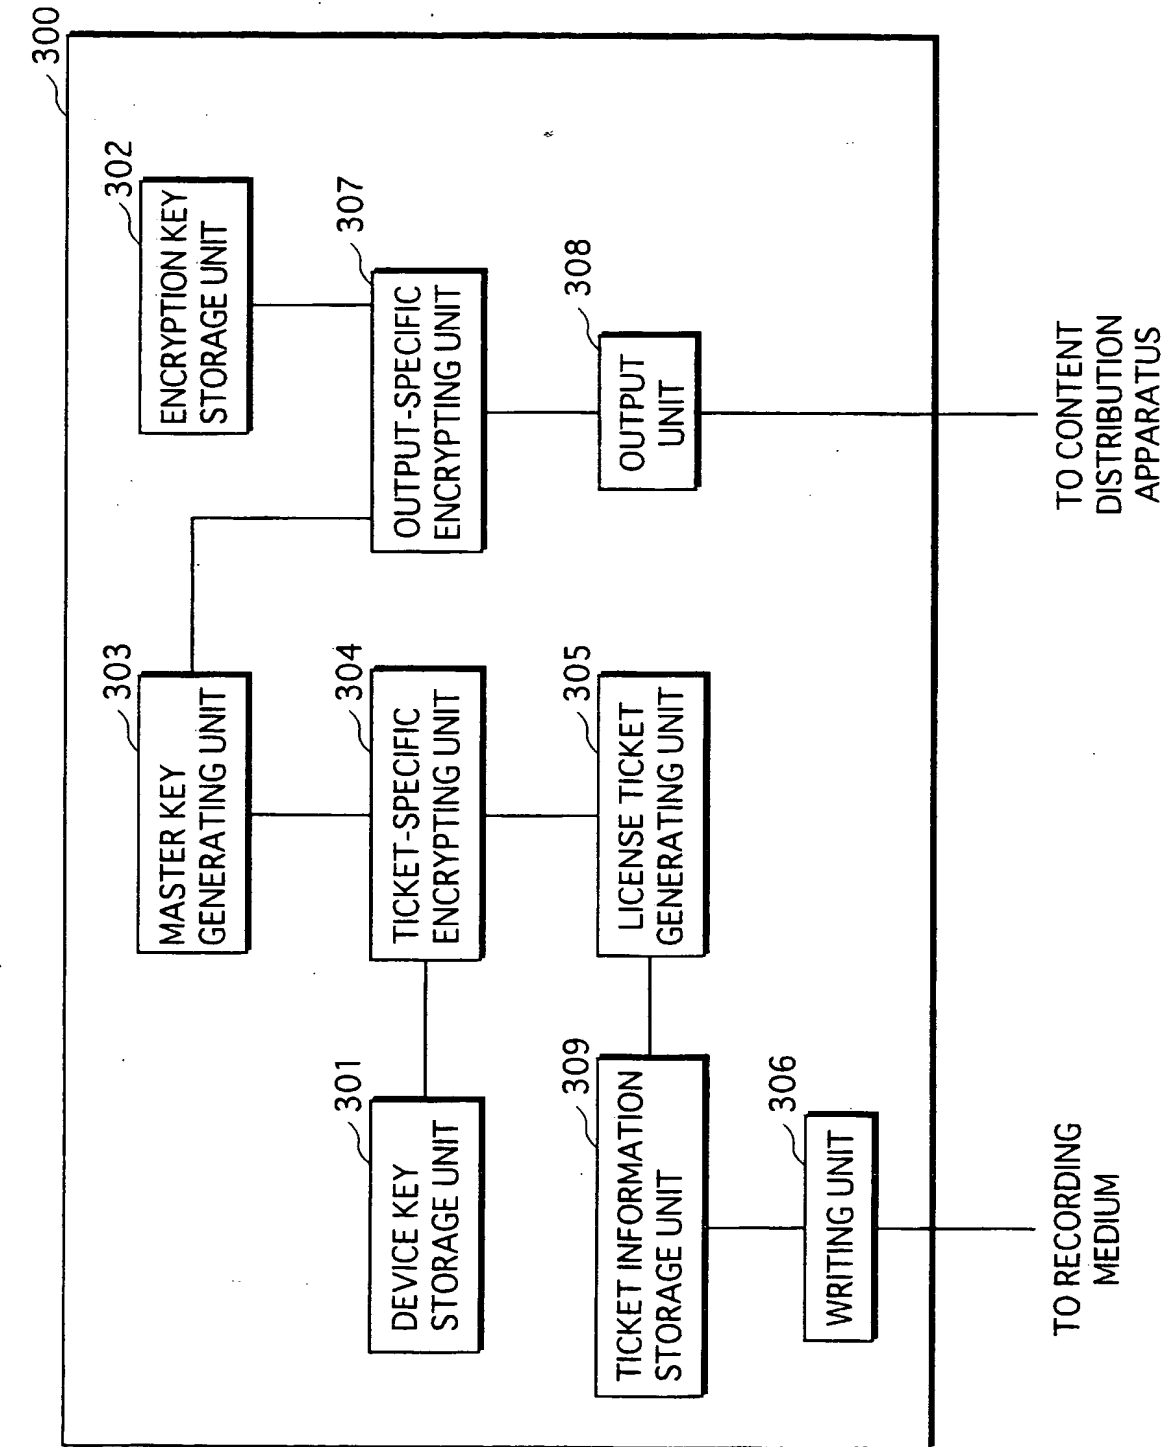 300
302
ENCRYPTION KEY
STORAGE UNIT
303
MASTER KEY
GENERATING UNIT
307
OUTPUT-SPECIFIC
ENCRYPTING UNIT
304
TICKET-SPECIFIC
ENCRYPTING UNIT
301
DEVICE KEY
STORAGE UNIT
308
OUTPUT
UNIT
305
LICENSE TICKET
GENERATING UNIT
309
TICKET INFORMATION
STORAGE UNIT
306
WRITING UNIT
TO RECORDING
MEDIUM
TO CONTENT
DISTRIBUTION
APPARATUS